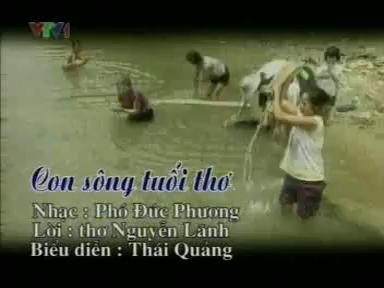 VTV1
Con sông tuổi thơ
Nhạc : Phó Đức Phương
Lời : thơ Nguyễn Lãnh
Biểu diễn : Thái Quảng